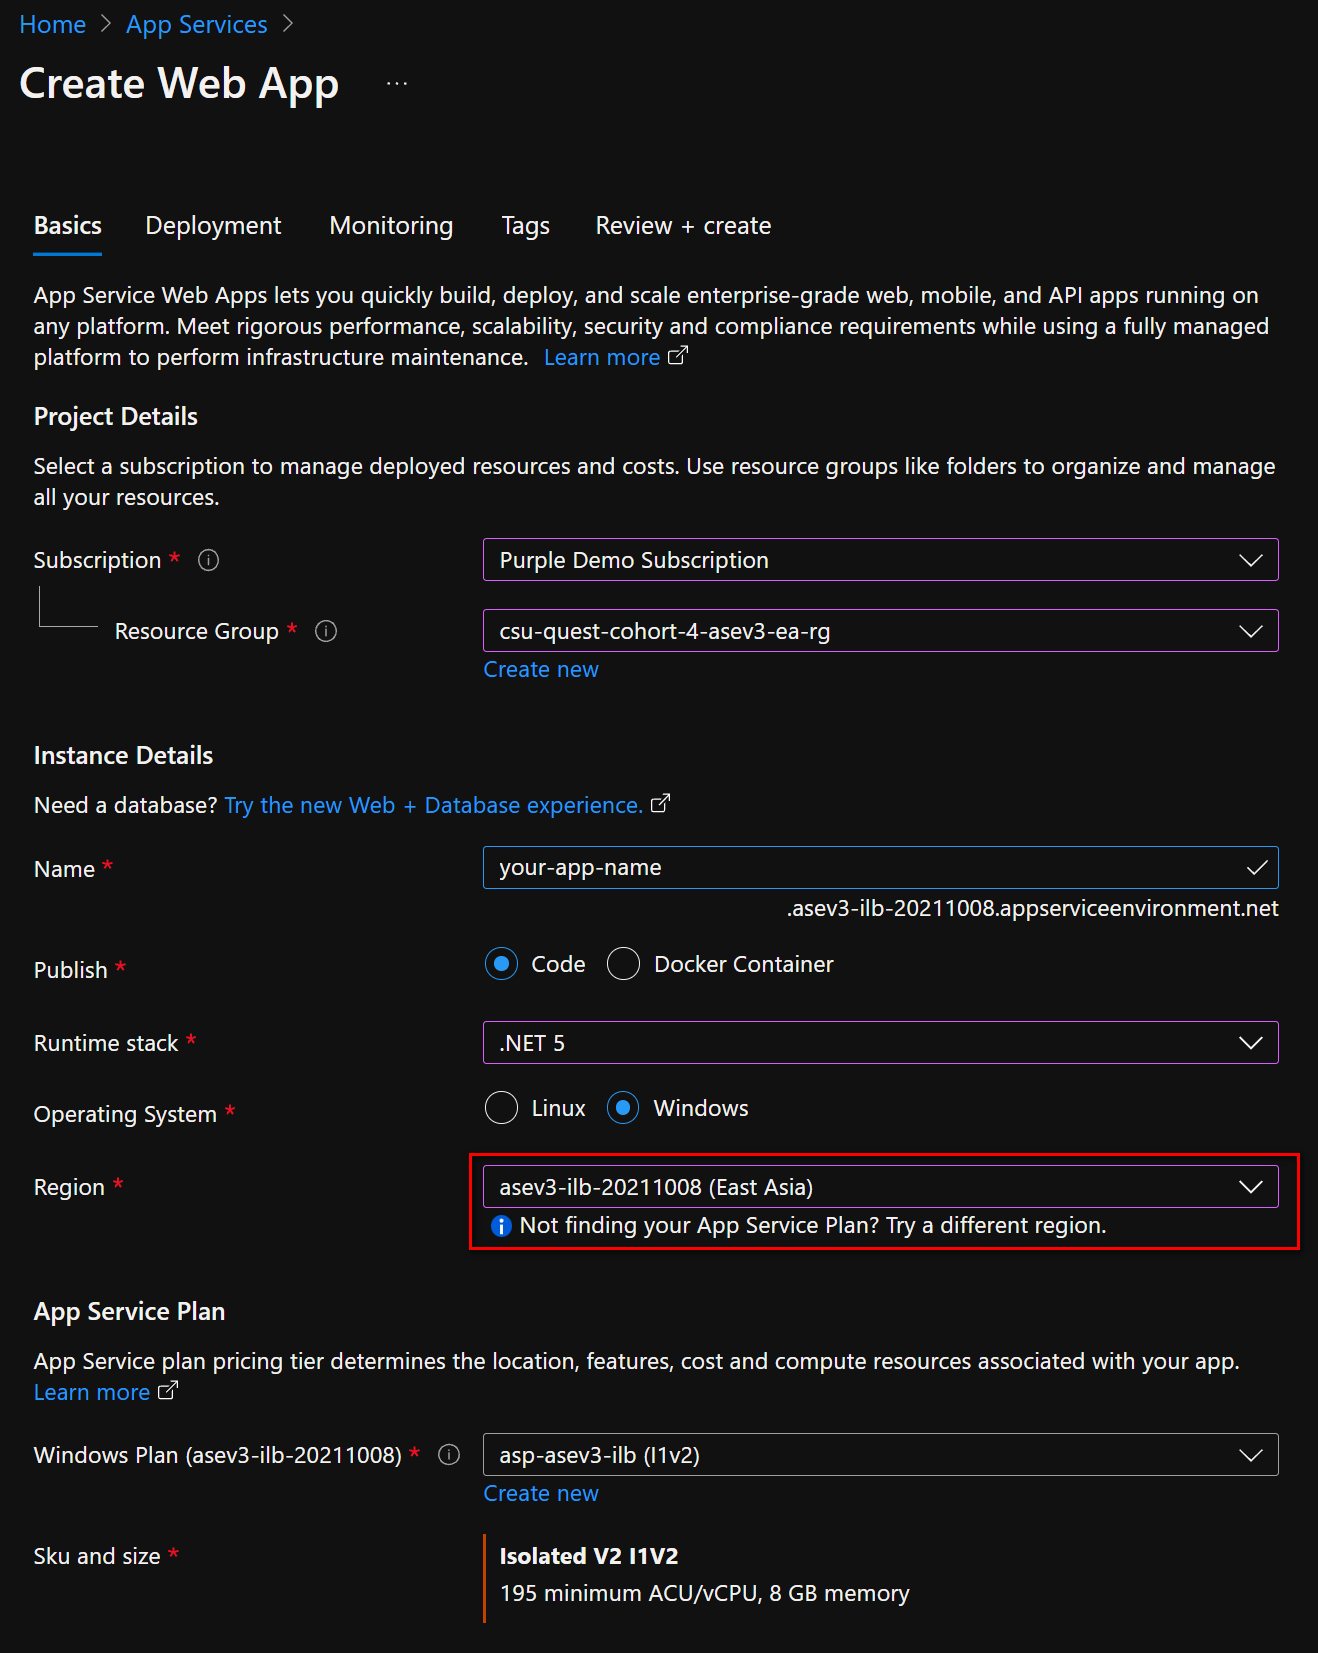 Home > App Services >
Create Web App ...
Basics Deployment Monitoring Tags Review + create
App Service Web Apps lets you quickly build, deploy, and scale enterprise-grade web, mobile, and API apps running on
any platform. Meet rigorous performance, scalability, security and compliance requirements while using a fully managed
platform to perform infrastructure maintenance. Learn more
Project Details
Select a subscription to manage deployed resources and costs. Use resource groups like folders to organize and manage
all your resources.
Subscription * Purple Demo Subscription
Resource Group * csu-quest-cohort-4-asev3-ea-rg
Create new
Instance Details
Need a database? Try the new Web + Database experience.
Name * your-app-name
.asev3-ilb-20211008.appserviceenvironment.net
Publish * Code Docker Container
Runtime stack * .NET 5
Operating System * Linux Windows
Region * asev3-ilb-20211008 (East Asia)
Not finding your App Service Plan? Try a different region.
App Service Plan
App Service plan pricing tier determines the location, features, cost and compute resources associated with your app.
Learn more
Windows Plan (asev3-ilb-20211008) * asp-asev3-ilb (I1v2)
Create new
Sku and size * Isolated V2 I1V2
195 minimum ACU/vCPU, 8 GB memory